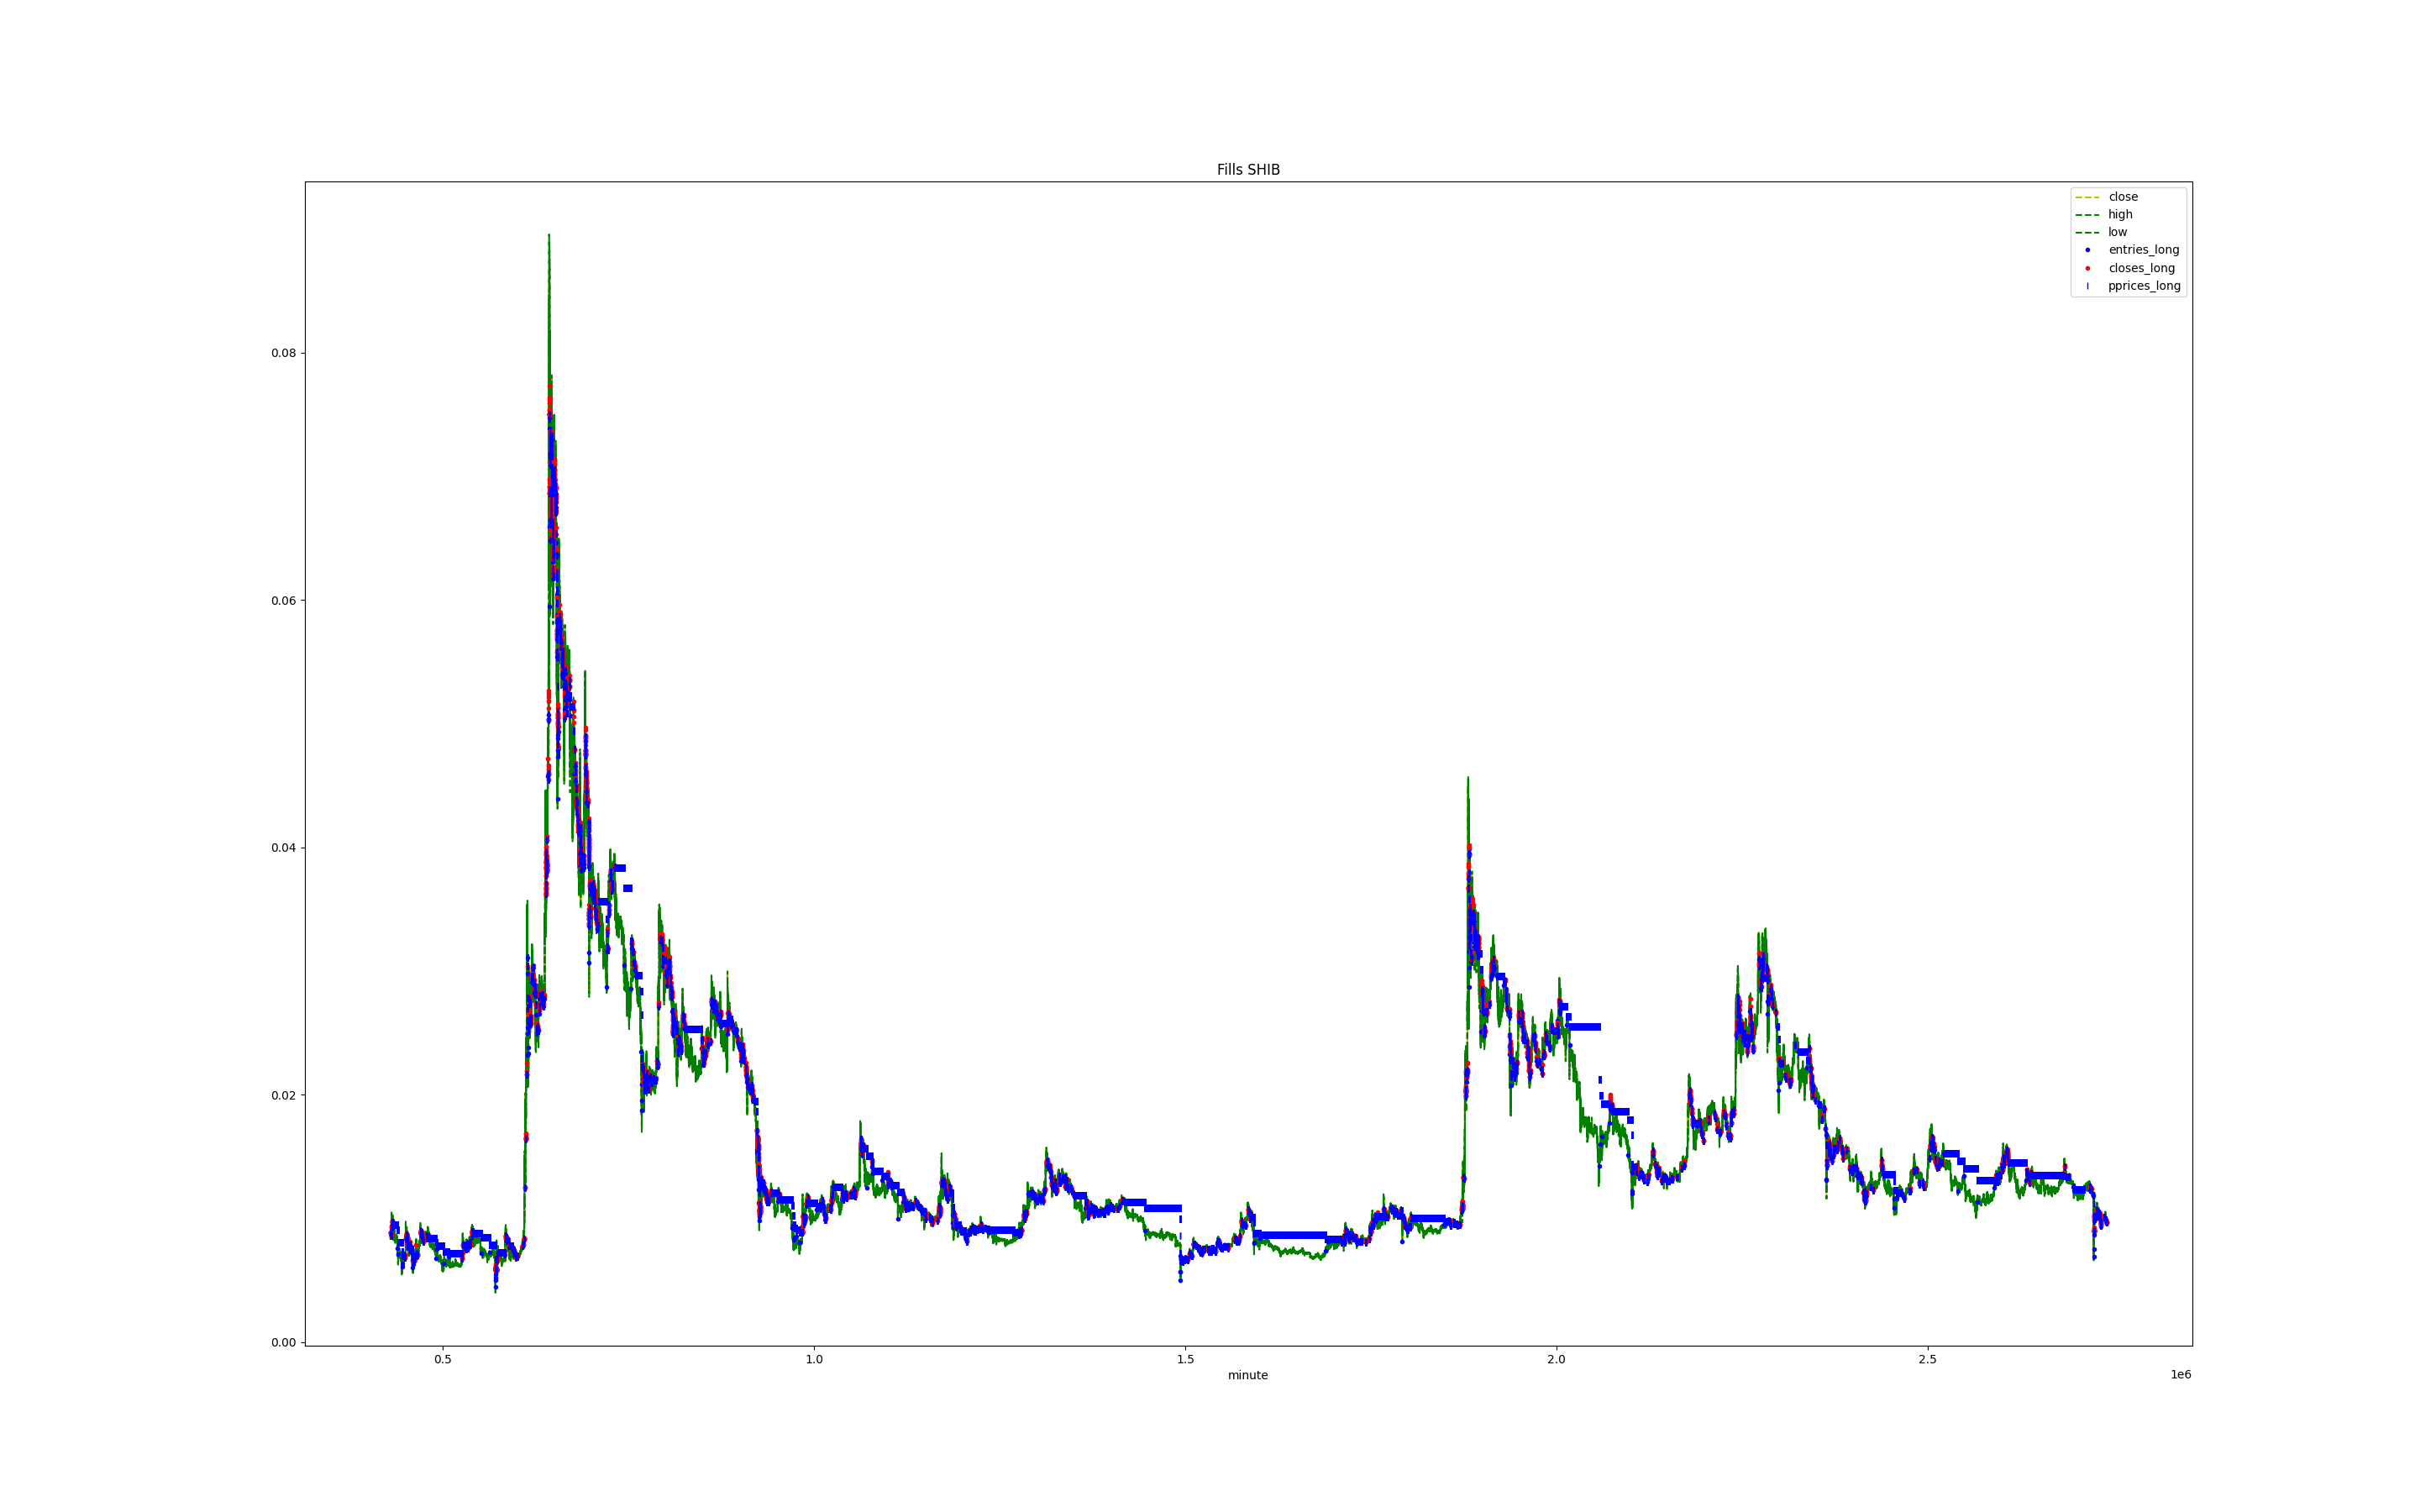 Fills SHIB
close
high
low
entries_long
closes_long
pprices_long
0.08
0.06
0.04
0.02
0.00
0.5 1.0 1.5 2.0 2.5
minute
1e6